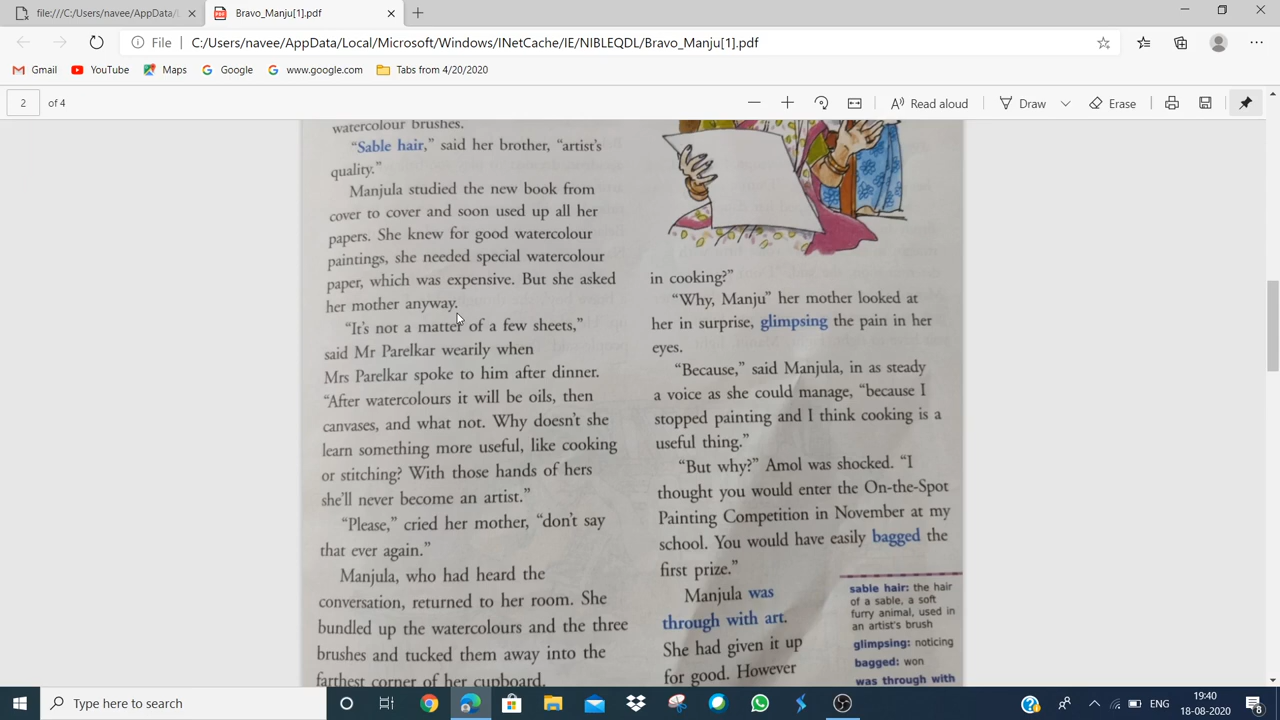 file:///C:/Users/navee/AppData/L
Bravo_Manju[1].pdf
File
C:/Users/navee/AppData/Local/Microsoft/Windows/INetCache/IE/NIBLEQDL/Bravo_Manju[1].pdf
Gmail
YouTube
Maps
Google
www.google.com
Tabs from 4/20/2020
2 of 4
Read aloud
Draw
Erase
watercolour brushes.
"Sable hair," said her brother, "artist's
quality."
Manjula studied the new book from
cover to cover and soon used up all her
papers. She knew for good watercolour
paintings, she needed special watercolour
paper, which was expensive. But she asked
her mother anyway.
"It's not a matter of a few sheets,"
said Mr Parelkar wearily when
Mrs Parelkar spoke to him after dinner.
"After watercolours it will be oils, then
canvases, and what not. Why doesn't she
learn something more useful, like cooking
or stitching? With those hands of hers
she'll never become an artist."
"Please," cried her mother, "don't say
that ever again."
Manjula, who had heard the
conversation, returned to her room. She
bundled up the watercolours and the three
brushes and tucked them away into the
farthest corner of her cupboard.
in cooking?"
"Why, Manju" her mother looked at
her in surprise, glimpsing the pain in her
eyes.
"Because," said Manjula, in as steady
a voice as she could manage, "because I
stopped painting and I think cooking is a
useful thing."
"But why?" Amol was shocked. "I
thought you would enter the On-the-Spot
Painting Competition in November at my
school. You would have easily bagged the
first prize."
Manjula was
through with art.
She had given it up
for good. However
sable hair: the hair
of a sable, a soft
furry animal, used in
an artist's brush
glimpsing: noticing
bagged: won
was through with
Type here to search
ENG
19:40
18-08-2020
8